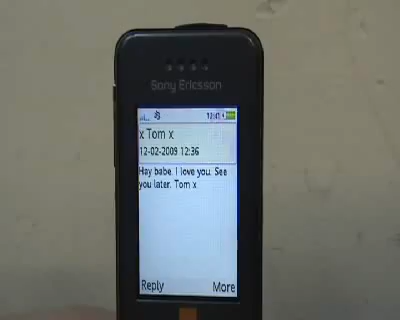 Sony Ericsson
x Tom x
12-02-2009 12:36
Hay babe. I love you. See
you later. Tom x
Reply More